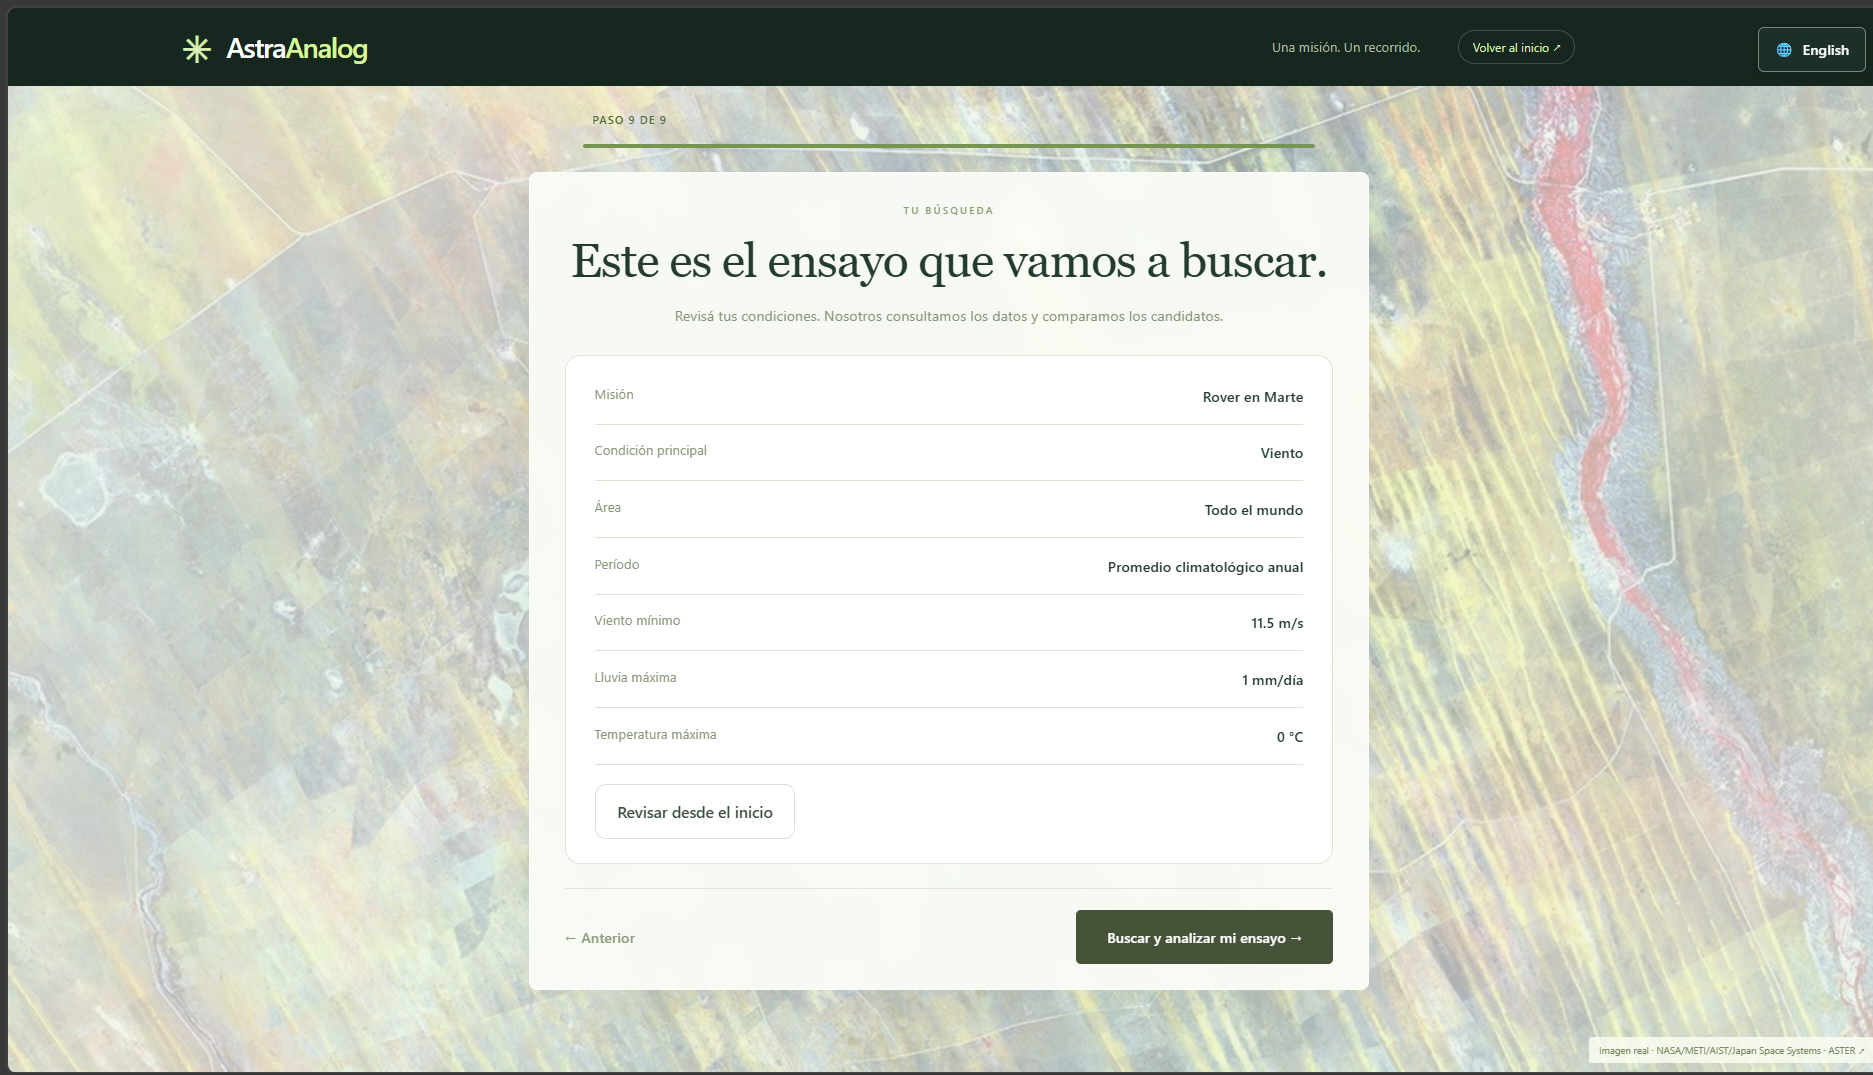 AstraAnalog
Una misión. Un recorrido.
Volver al inicio ↗
English
PASO 9 DE 9
TU BÚSQUEDA
Este es el ensayo que vamos a buscar.
Revisá tus condiciones. Nosotros consultamos los datos y comparamos los candidatos.
Misión Rover en Marte
Condición principal Viento
Área Todo el mundo
Período Promedio climatológico anual
Viento mínimo 11.5 m/s
Lluvia máxima 1 mm/día
Temperatura máxima 0 °C
Revisar desde el inicio
← Anterior
Buscar y analizar mi ensayo →
Imagen real · NASA/METI/AIST/Japan Space Systems · ASTER ↗